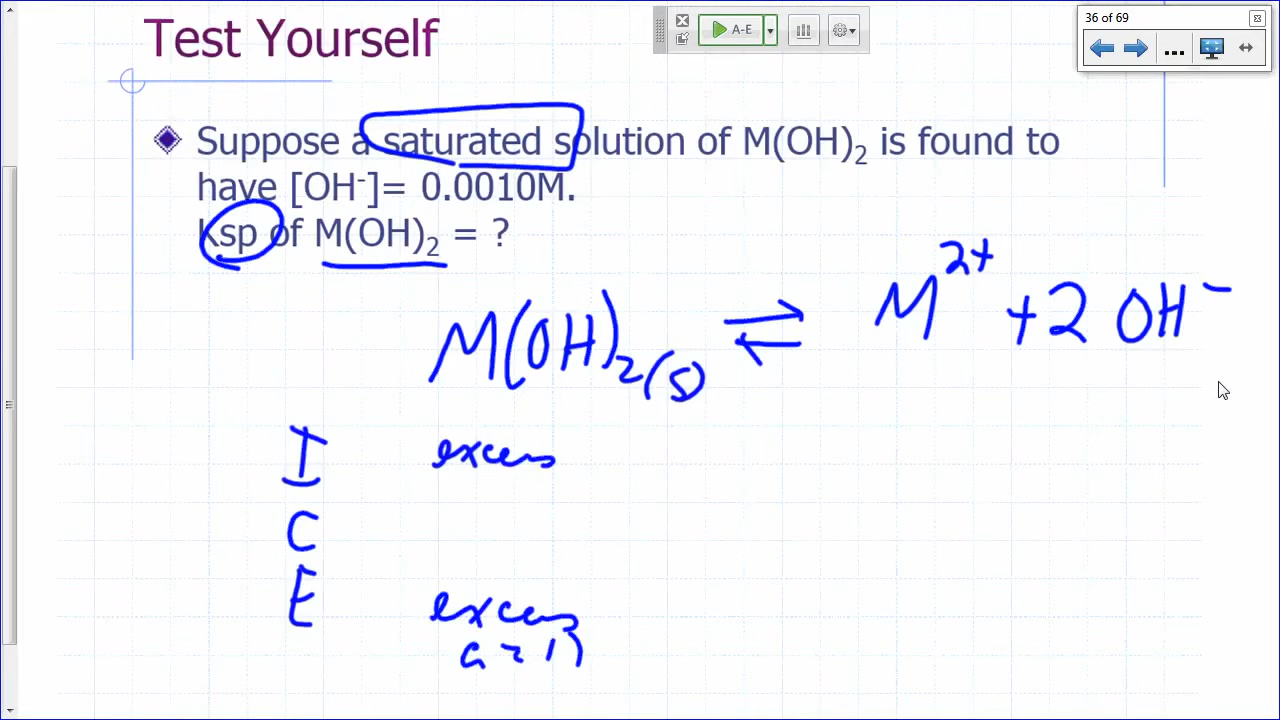 Test Yourself
A-E
36 of 69
...
Suppose a saturated solution of M(OH)₂ is found to
have [OH⁻]= 0.0010M.
Ksp of M(OH)₂ = ?
M(OH)₂(s) ⇌ M²⁺ + 2 OH⁻
I excess
C
E excess